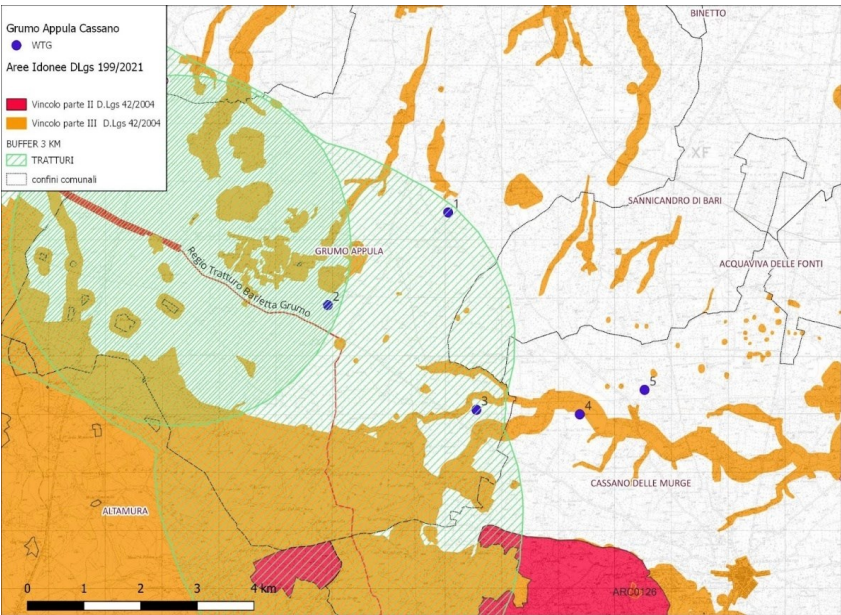 Grumo Appula Cassano
WTG
Aree Idonee DLgs 199/2021
Vincolo parte II D.Lgs 42/2004
Vincolo parte III D.Lgs 42/2004
BUFFER 3 KM
TRATTURI
confini comunali
BINETTO
XF
1
SANNICANDRO DI BARI
GRUMO APPULA
ACQUAVIVA DELLE FONTI
Regio Tratturo Barletta Grumo
2
5
3
4
CASSANO DELLE MURGE
ALTAMURA
0 1 2 3 4 km
ARC0126